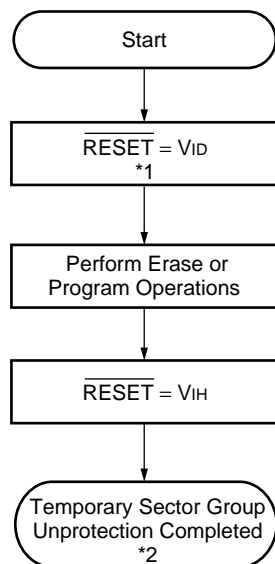 Start
RESET = VID
*1
Perform Erase or
Program Operations
RESET = VIH
Temporary Sector Group
Unprotection Completed
*2